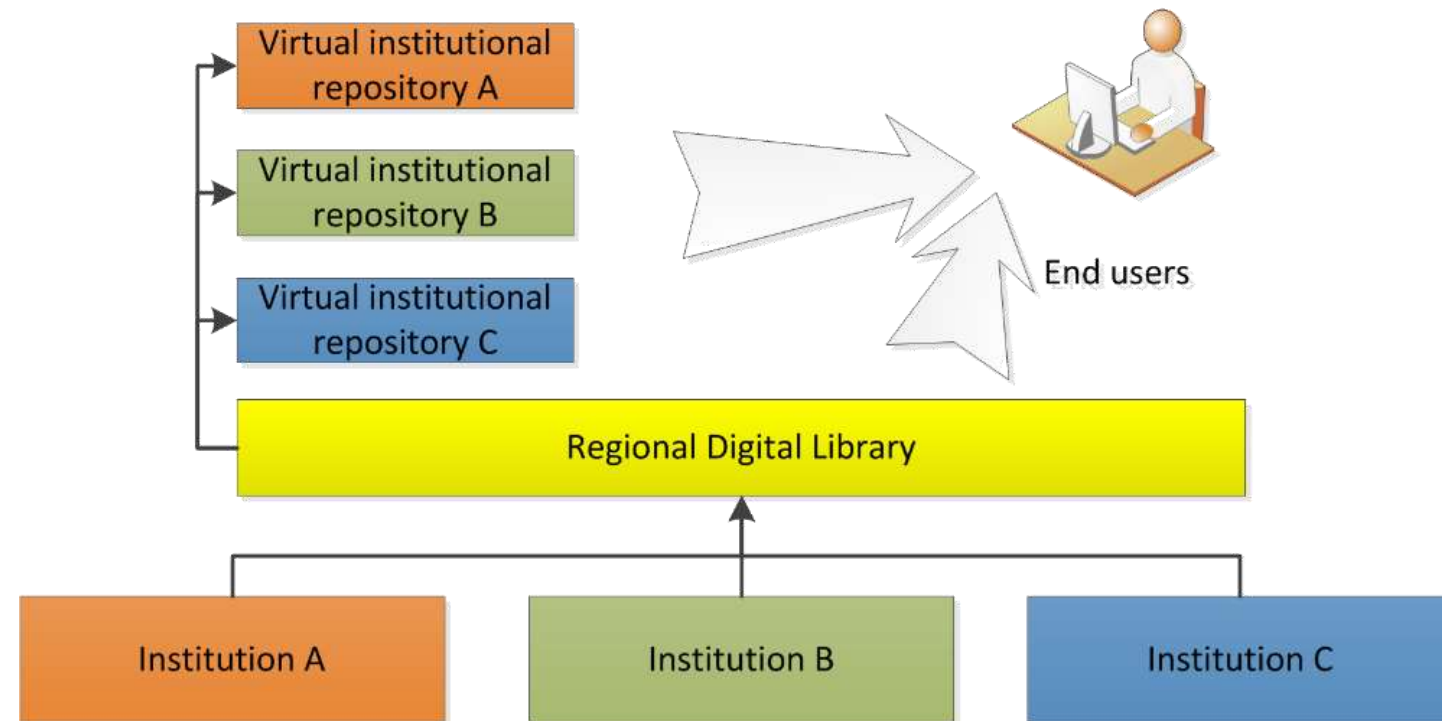 Virtual institutional
repository A
Virtual institutional
repository B
Virtual institutional
repository C
End users
Regional Digital Library
Institution A
Institution B
Institution C